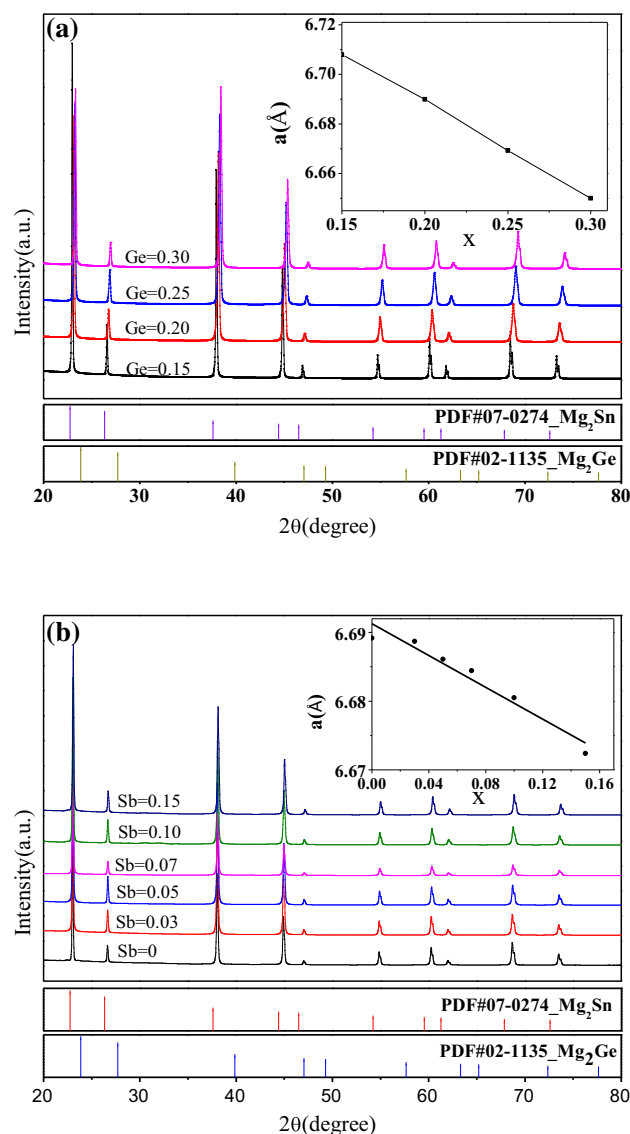 (a)
6.72
6.70
6.68
6.66
a(Å)
0.15 0.20 0.25 0.30
X
Intensity(a.u.)
Ge=0.30
Ge=0.25
Ge=0.20
Ge=0.15
PDF#07-0274_Mg₂Sn
PDF#02-1135_Mg₂Ge
20 30 40 50 60 70 80
2θ(degree)
(b)
6.69
6.68
6.67
a(Å)
0.00 0.04 0.08 0.12 0.16
X
Intensity(a.u.)
Sb=0.15
Sb=0.10
Sb=0.07
Sb=0.05
Sb=0.03
Sb=0
PDF#07-0274_Mg₂Sn
PDF#02-1135_Mg₂Ge
20 30 40 50 60 70 80
2θ(degree)